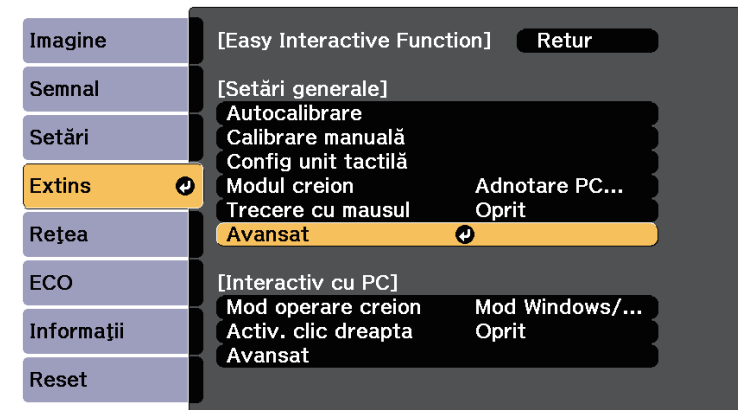 Imagine
Semnal
Setări
Extins
Reţea
ECO
Informaţii
Reset
[Easy Interactive Function] Retur
[Setări generale]
Autocalibrare
Calibrare manuală
Config unit tactilă
Modul creion Adnotare PC...
Trecere cu mausul Oprit
Avansat
[Interactiv cu PC]
Mod operare creion Mod Windows/...
Activ. clic dreapta Oprit
Avansat